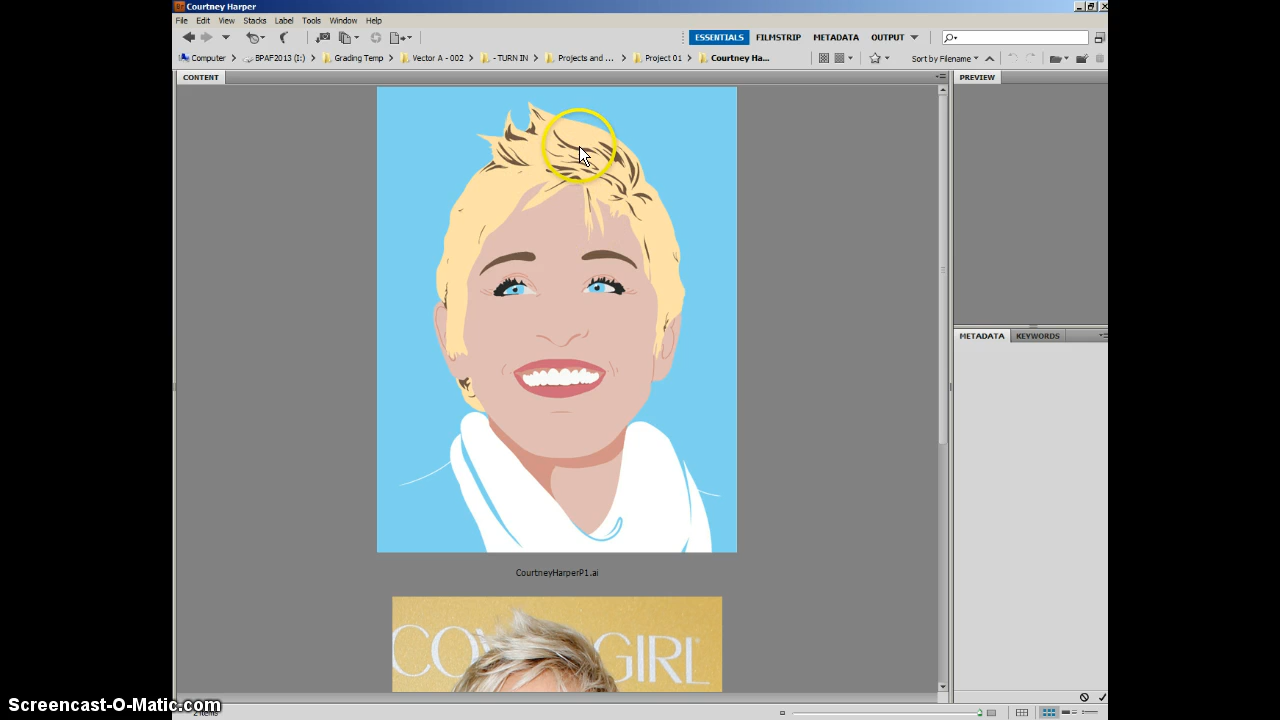 Br Courtney Harper
File Edit View Stacks Label Tools Window Help
ESSENTIALS FILMSTRIP METADATA OUTPUT
Computer BPAF2013 (I:) Grading Temp Vector A - 002 - TURN IN Projects and ... Project 01 Courtney Ha... Sort by Filename
CONTENT
PREVIEW
METADATA KEYWORDS
CourtneyHarperP1.ai
GIRL
Screencast-O-Matic.com